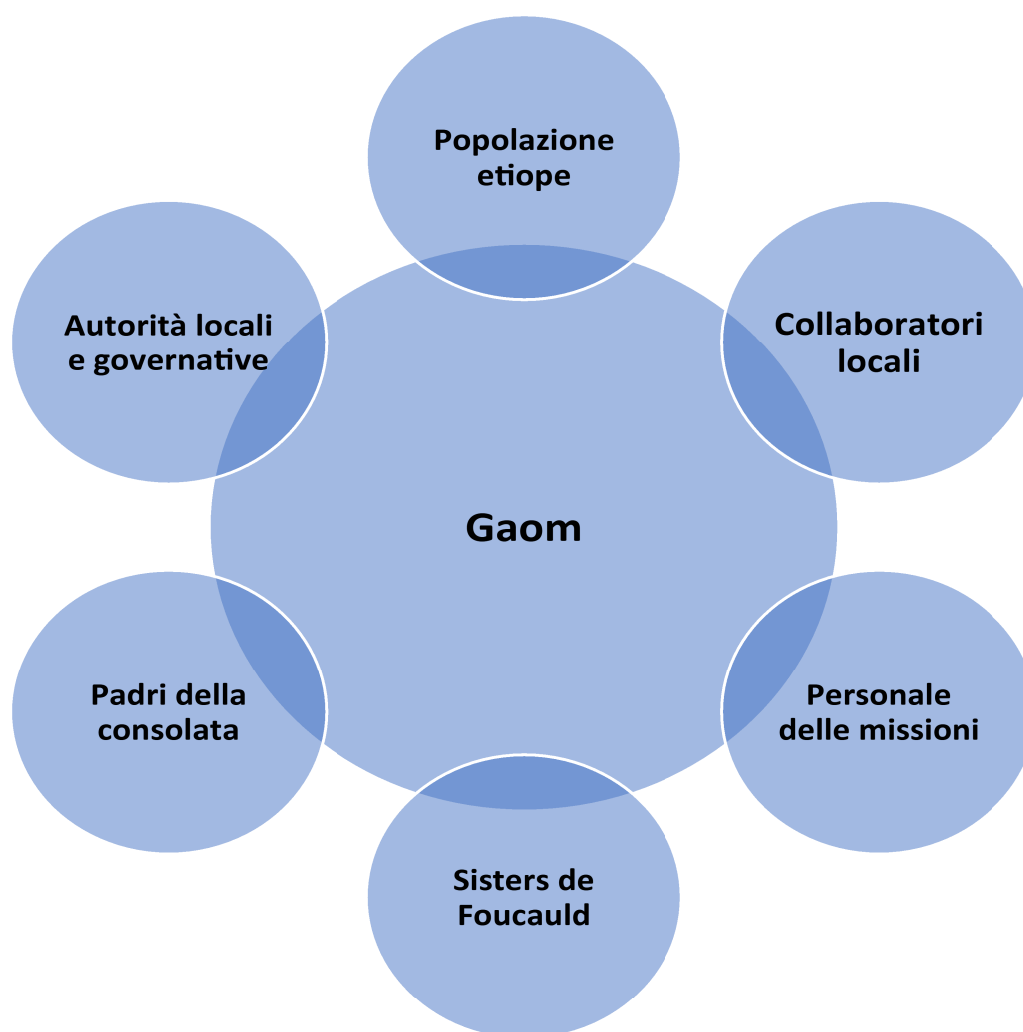 Popolazione
etiope
Autorità locali
e governative
Collaboratori
locali
Gaom
Padri della
consolata
Personale
delle missioni
Sisters de
Foucauld